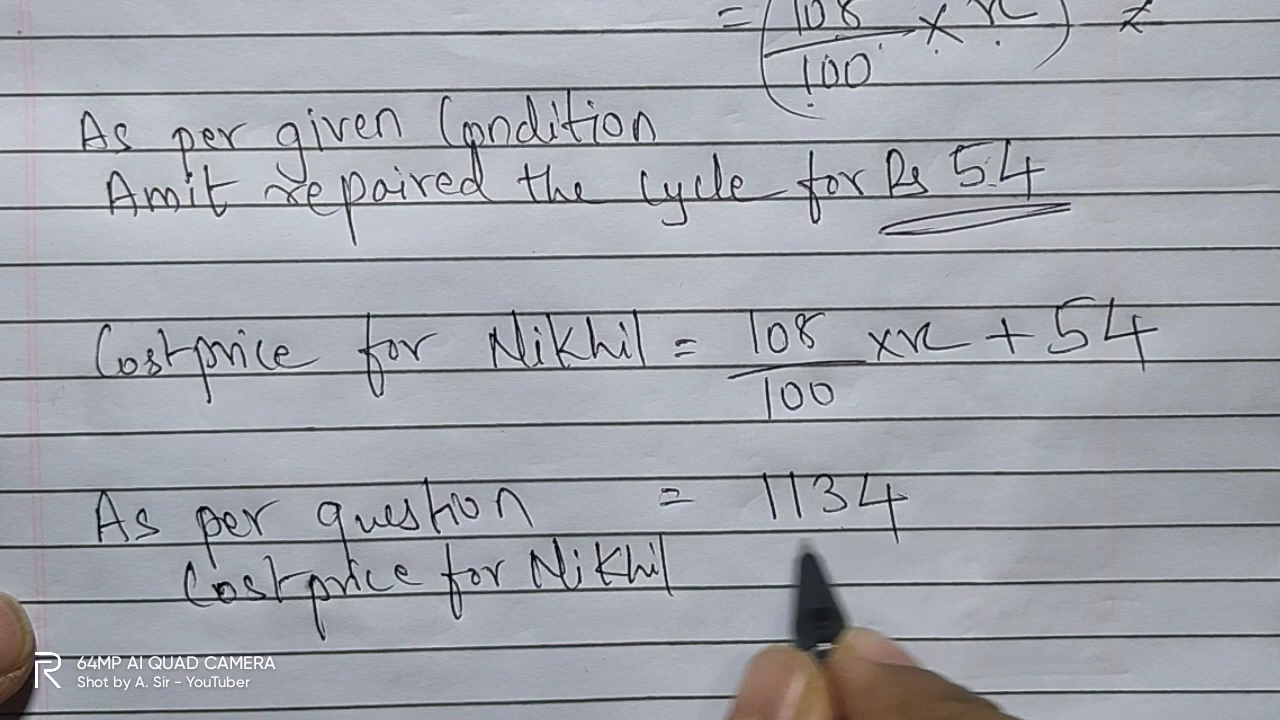 = (108/100 × x) z
As per given Condition
Amit repaired the cycle for Rs 54
Cost price for Nikhil = 108/100 × x + 54
As per question = 1134
Cost price for Nikhil
64MP AI QUAD CAMERA
Shot by A. Sir - YouTuber